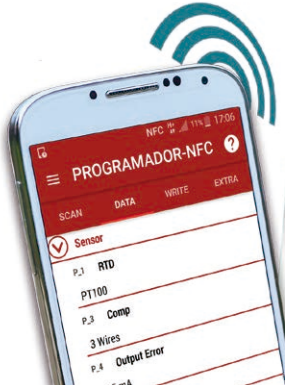 NFC 11% 17:06
PROGRAMADOR-NFC ?
SCAN DATA WRITE EXTRA
Sensor
P_1 RTD
PT100
P_3 Comp
3 Wires
P_4 Output Error